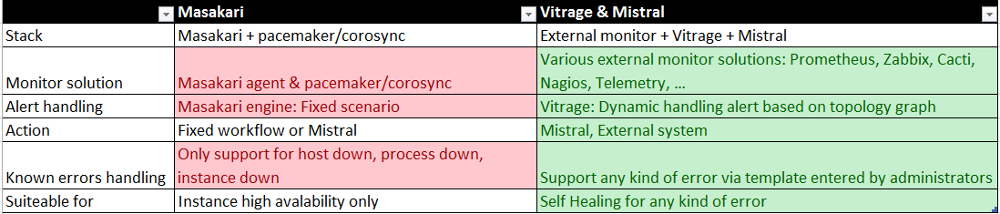 Masakari Vitrage & Mistral
Stack Masakari + pacemaker/corosync External monitor + Vitrage + Mistral
Various external monitor solutions: Prometheus, Zabbix, Cacti,
Monitor solution Masakari agent & pacemaker/corosync Nagios, Telemetry, ...
Alert handling Masakari engine: Fixed scenario Vitrage: Dynamic handling alert based on topology graph
Action Fixed workflow or Mistral Mistral, External system
Only support for host down, process down,
Known errors handling instance down Support any kind of error via template entered by administrators
Suiteable for Instance high avalability only Self Healing for any kind of error